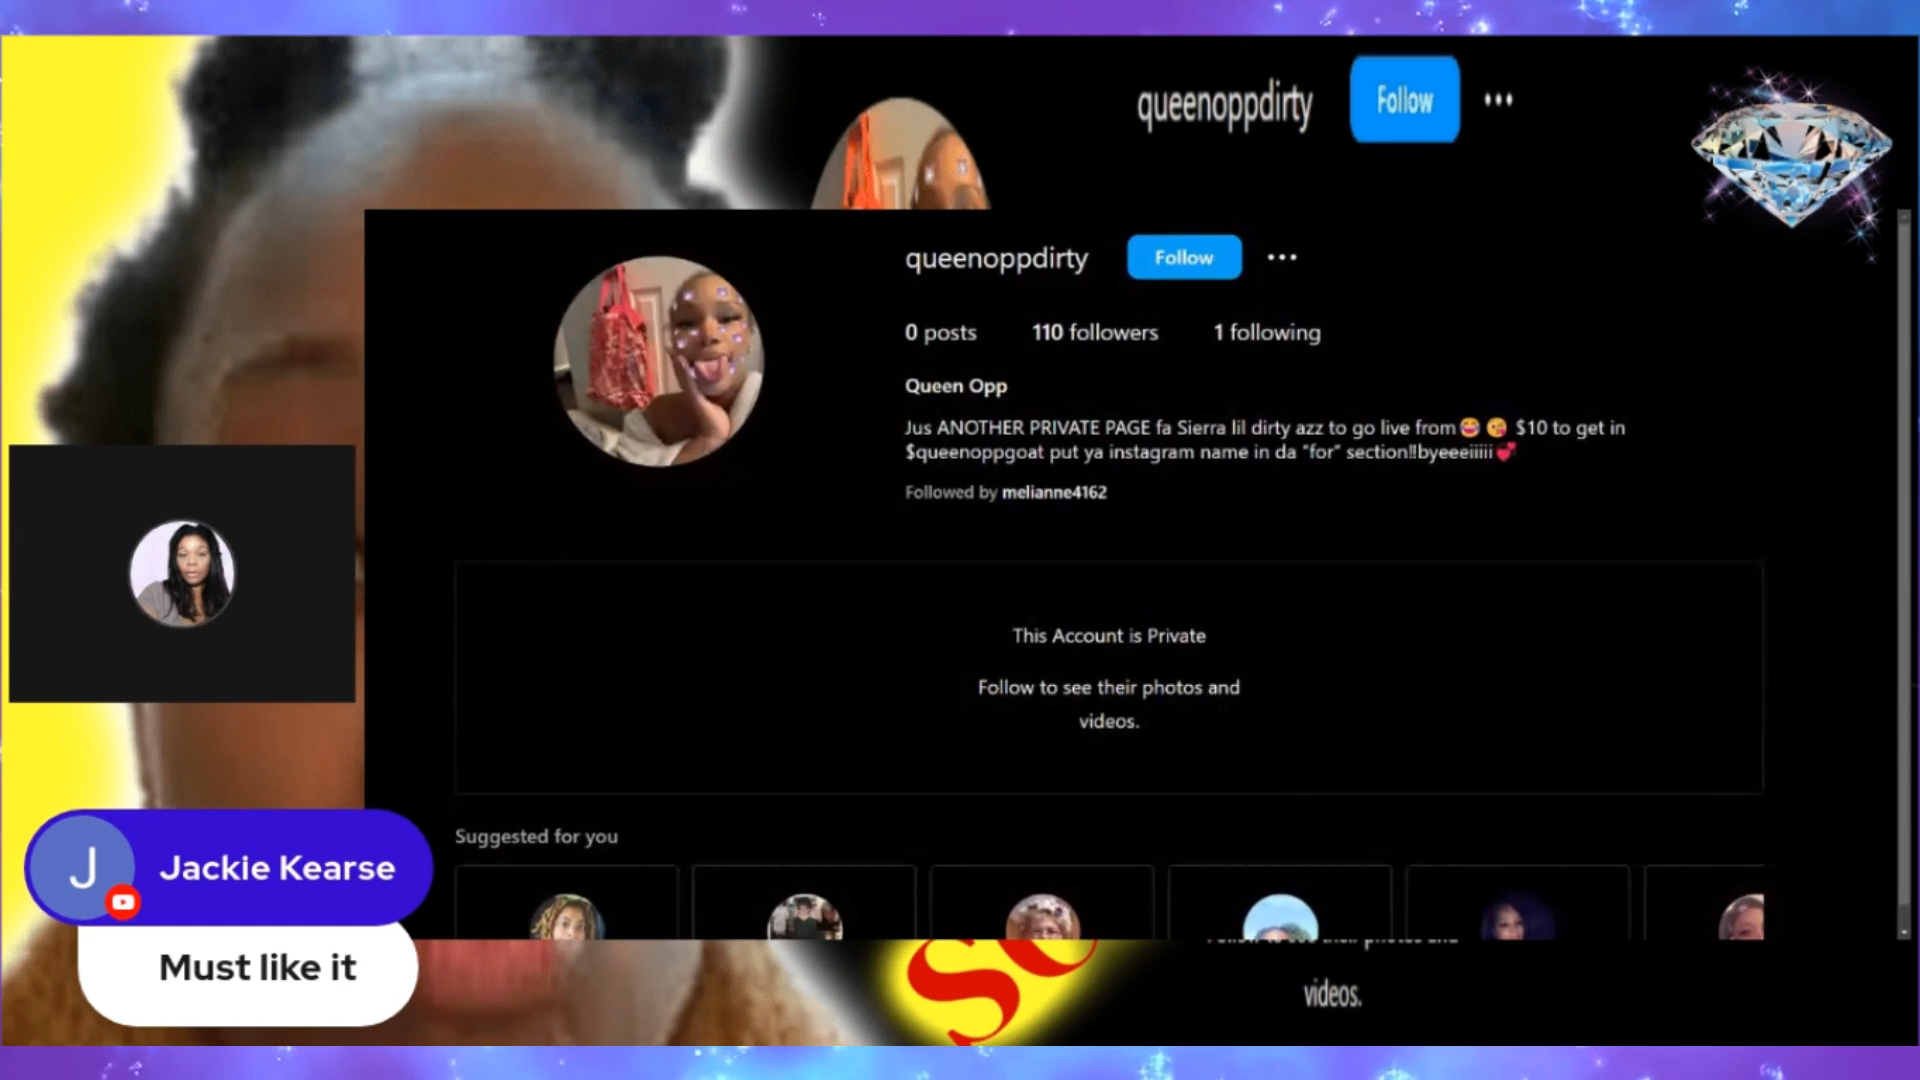 queenoppdirty Follow
queenoppdirty Follow
0 posts 110 followers 1 following
Queen Opp
Jus ANOTHER PRIVATE PAGE fa Sierra lil dirty azz to go live from😅 😘 $10 to get in
$queenoppgoat put ya instagram name in da "for" section!!byeeeiiiii💞
Followed by melianne4162
This Account is Private
Follow to see their photos and
videos.
Suggested for you
J Jackie Kearse
Must like it
videos.